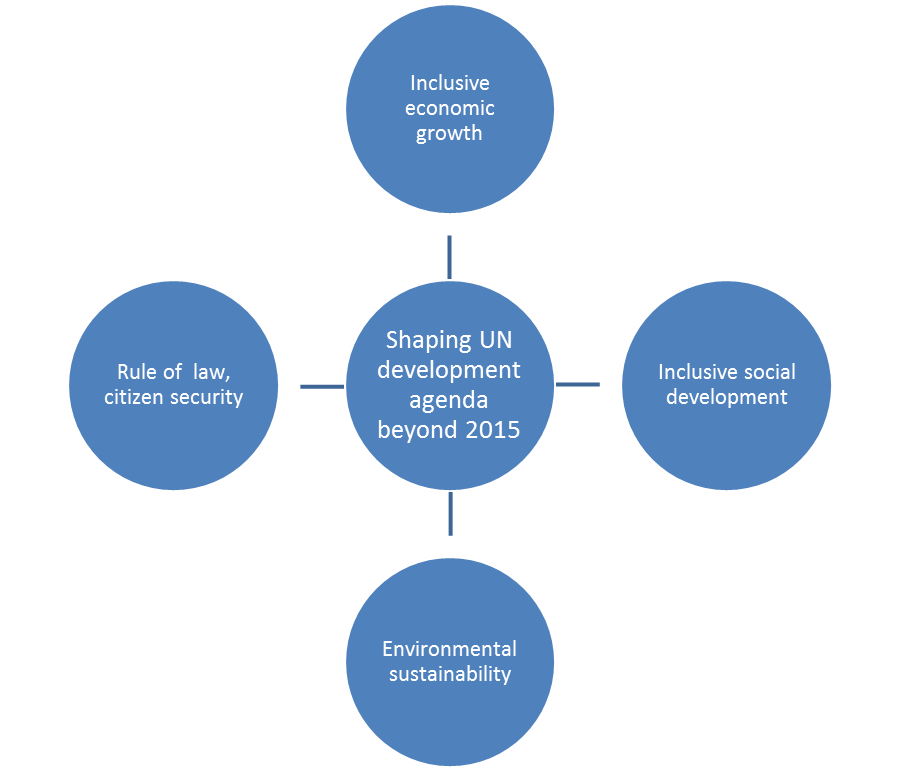 Inclusive
economic
growth
Rule of  law,
citizen security
Shaping UN
development
agenda
beyond 2015
Inclusive social
development
Environmental
sustainability